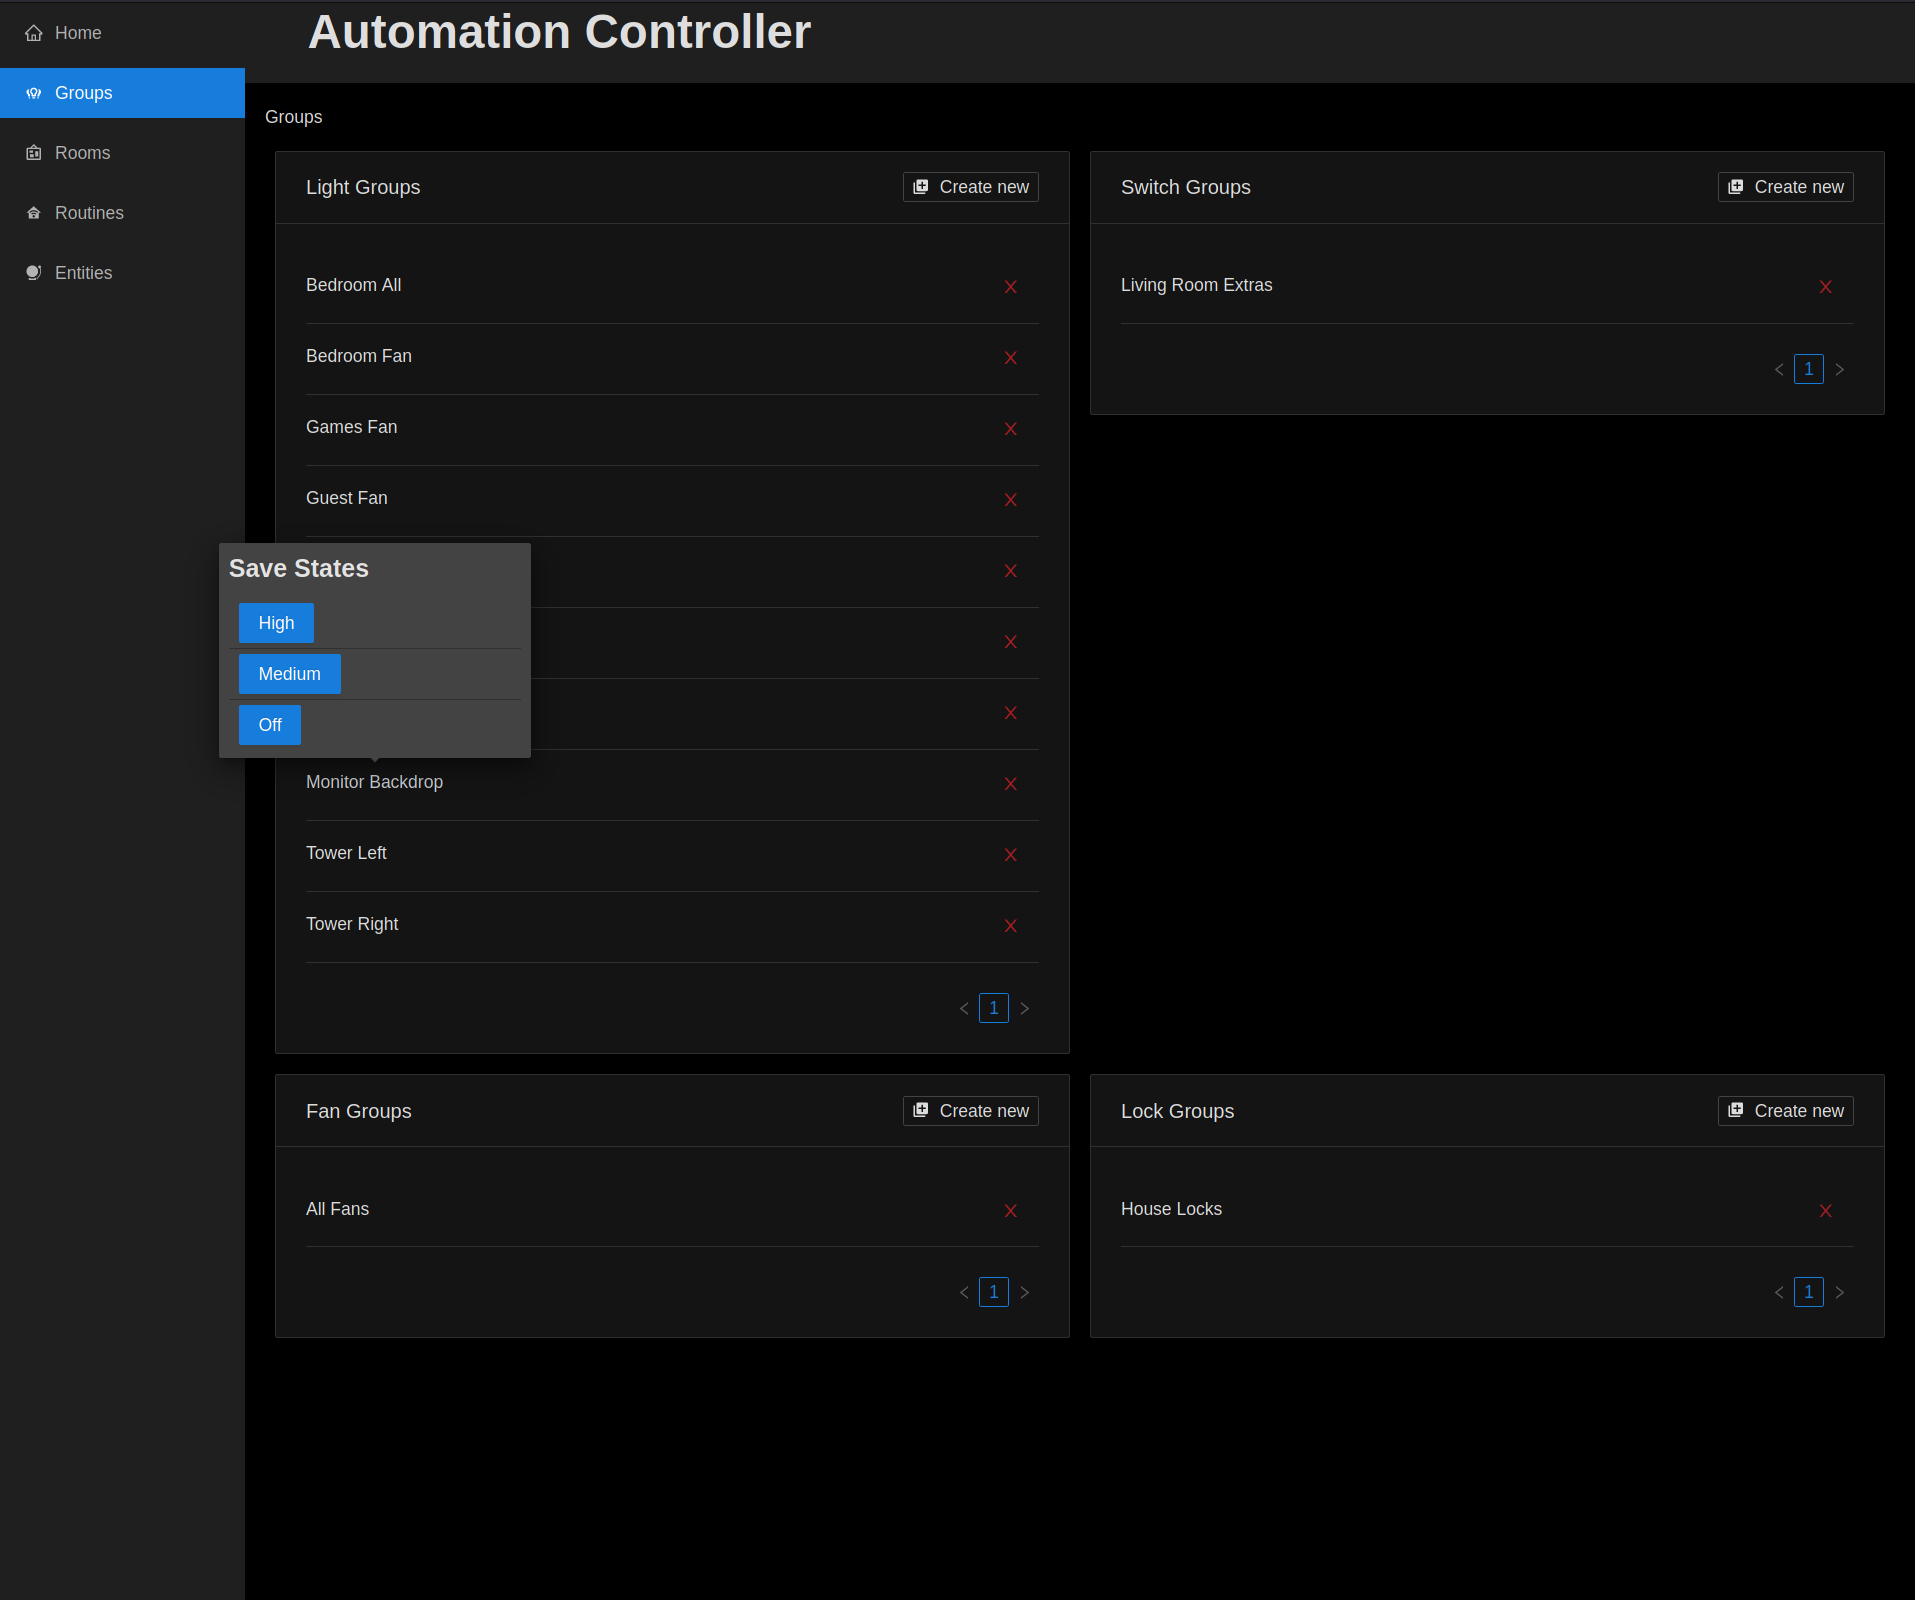 Automation Controller
Home
Groups
Rooms
Routines
Entities
Groups
Light Groups
Create new
Bedroom All
Bedroom Fan
Games Fan
Guest Fan
Save States
High
Medium
Off
Monitor Backdrop
Tower Left
Tower Right
< 1 >
Switch Groups
Create new
Living Room Extras
< 1 >
Fan Groups
Create new
All Fans
< 1 >
Lock Groups
Create new
House Locks
< 1 >